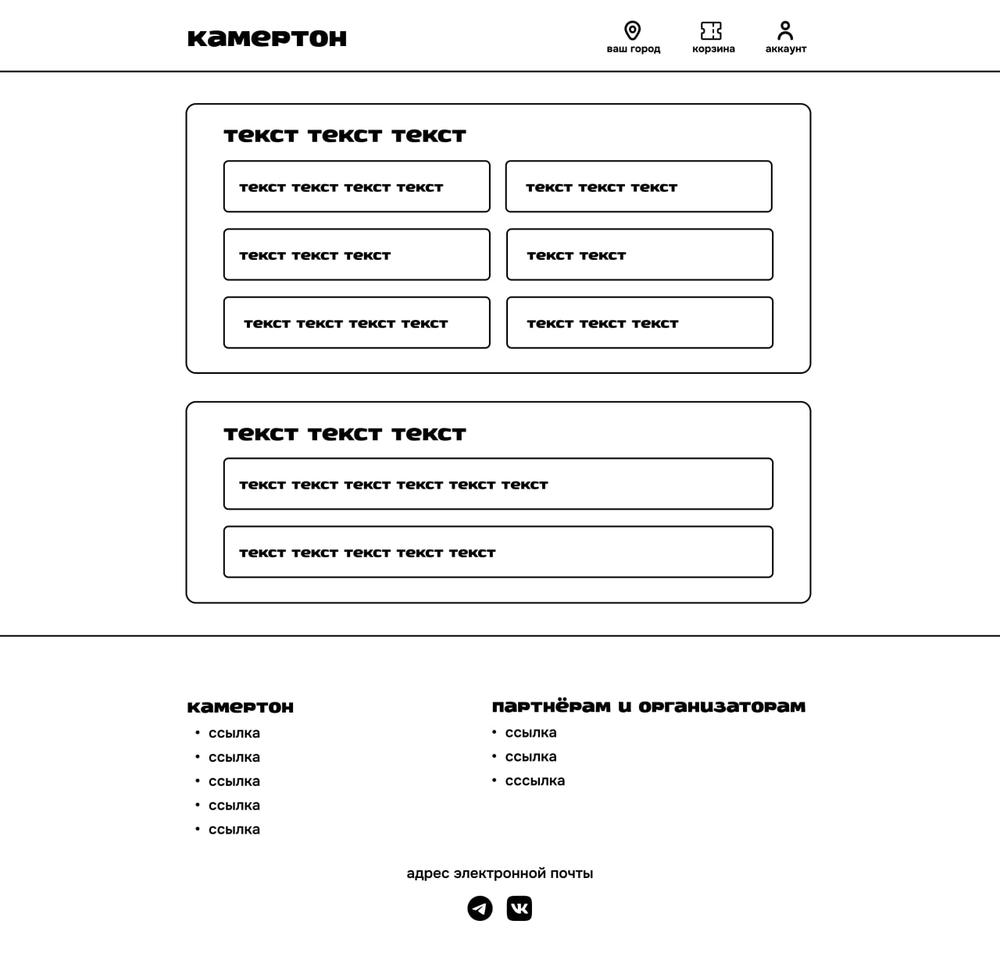 камертон
ваш город корзина аккаунт
текст текст текст
текст текст текст текст
текст текст текст
текст текст текст
текст текст
текст текст текст текст
текст текст текст
текст текст текст
текст текст текст текст текст текст
текст текст текст текст текст
камертон
• ссылка
• ссылка
• ссылка
• ссылка
• ссылка
партнёрам и организаторам
• ссылка
• ссылка
• сссылка
адрес электронной почты